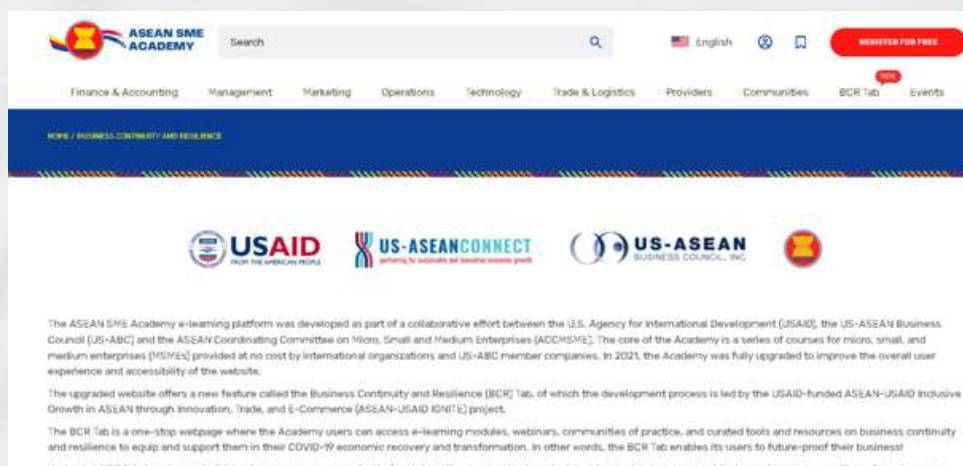 ASEAN SME
ACADEMY
Search
English
REGISTER FOR FREE
NEW
Finance & Accounting Management Marketing Operations Technology Trade & Logistics Providers Communities BCR Tab Events
HOME / BUSINESS CONTINUITY AND RESILIENCE
USAID
FROM THE AMERICAN PEOPLE
US-ASEANCONNECT
partnering for sustainable and innovative economic growth
US-ASEAN
BUSINESS COUNCIL, INC
The ASEAN SME Academy e-learning platform was developed as part of a collaborative effort between the U.S. Agency for International Development (USAID), the US-ASEAN Business
Council (US-ABC) and the ASEAN Coordinating Committee on Micro, Small and Medium Enterprises (ACCMSME). The core of the Academy is a series of courses for micro, small, and
medium enterprises (MSMEs) provided at no cost by international organizations and US-ABC member companies. In 2021, the Academy was fully upgraded to improve the overall user
experience and accessibility of the website.
The upgraded website offers a new feature called the Business Continuity and Resilience (BCR) Tab, of which the development process is led by the USAID-funded ASEAN-USAID Inclusive
Growth in ASEAN through Innovation, Trade, and E-Commerce (ASEAN-USAID IGNITE) project.
The BCR Tab is a one-stop webpage where the Academy users can access e-learning modules, webinars, communities of practice, and curated tools and resources on business continuity
and resilience to equip and support them in their COVID-19 economic recovery and transformation. In other words, the BCR Tab enables its users to future-proof their business!